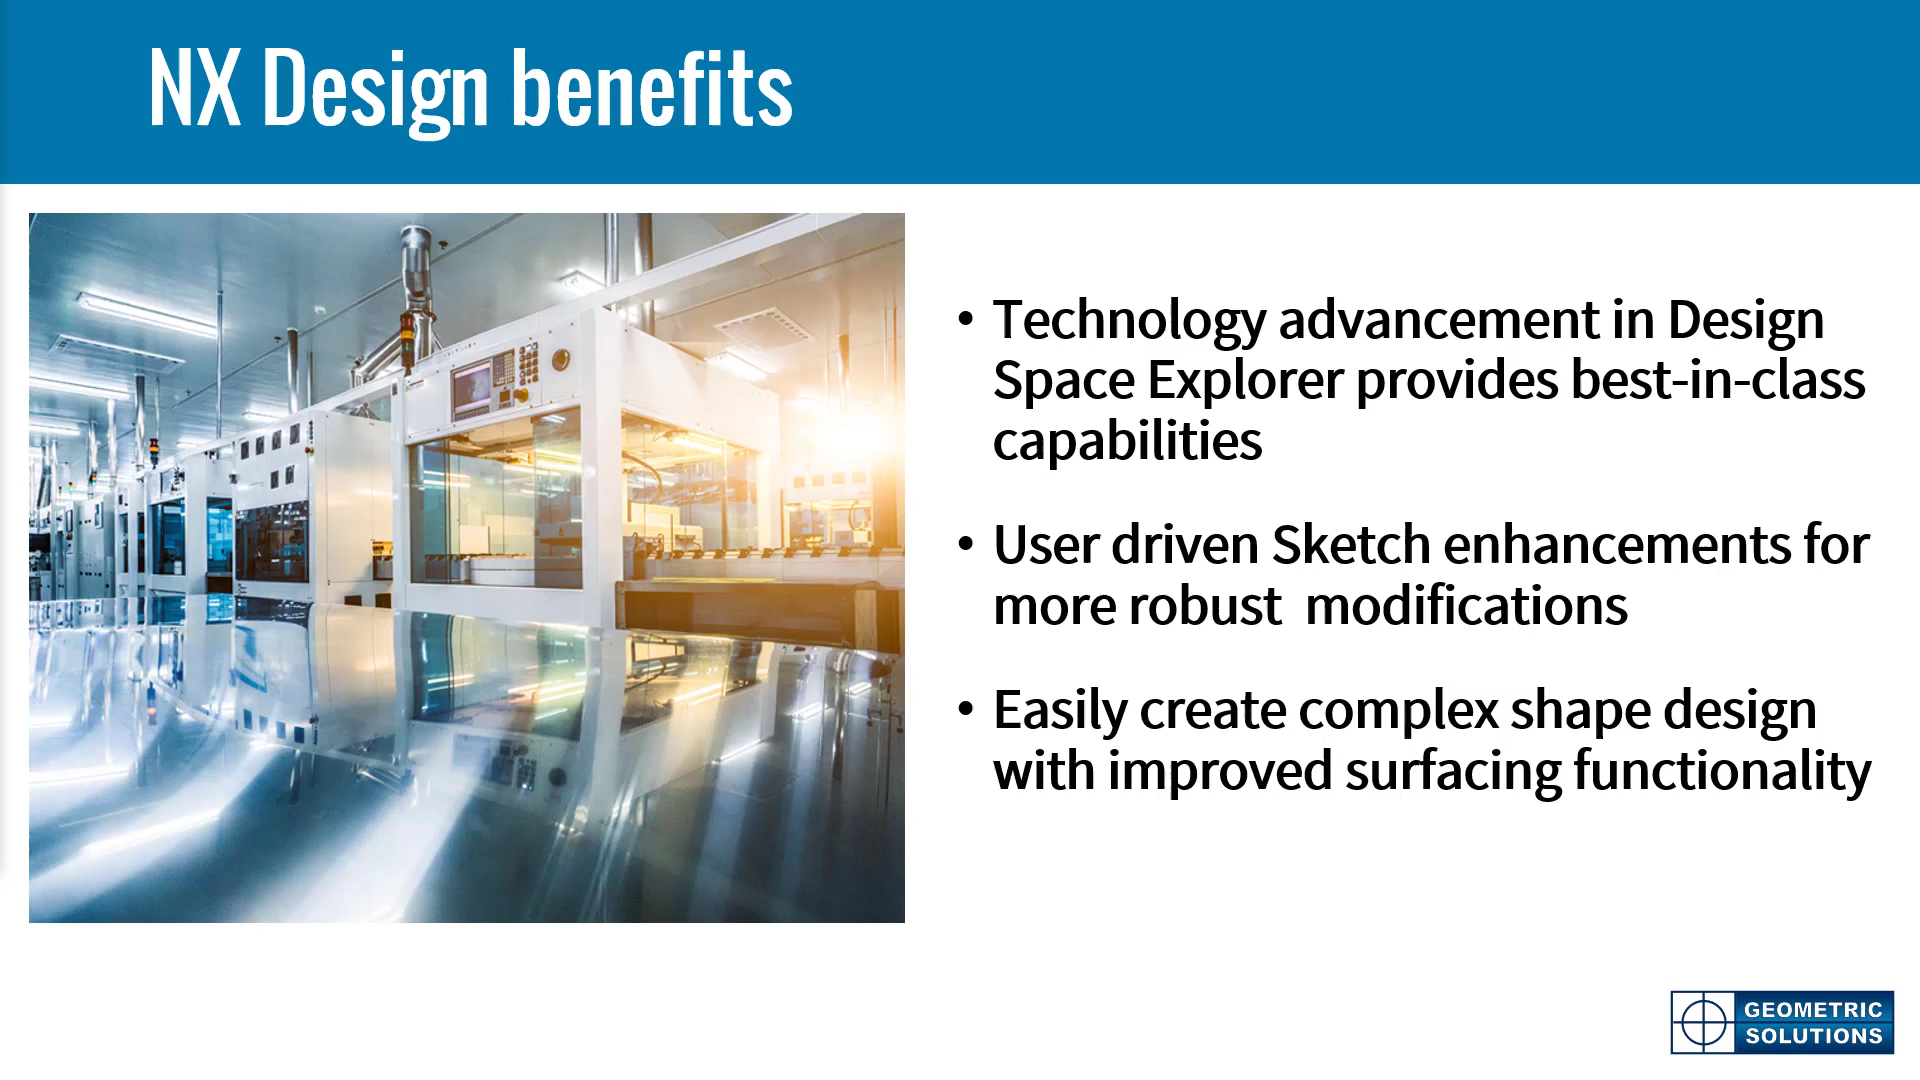 NX Design benefits
• Technology advancement in Design
Space Explorer provides best-in-class
capabilities
• User driven Sketch enhancements for
more robust  modifications
• Easily create complex shape design
with improved surfacing functionality
GEOMETRIC
SOLUTIONS